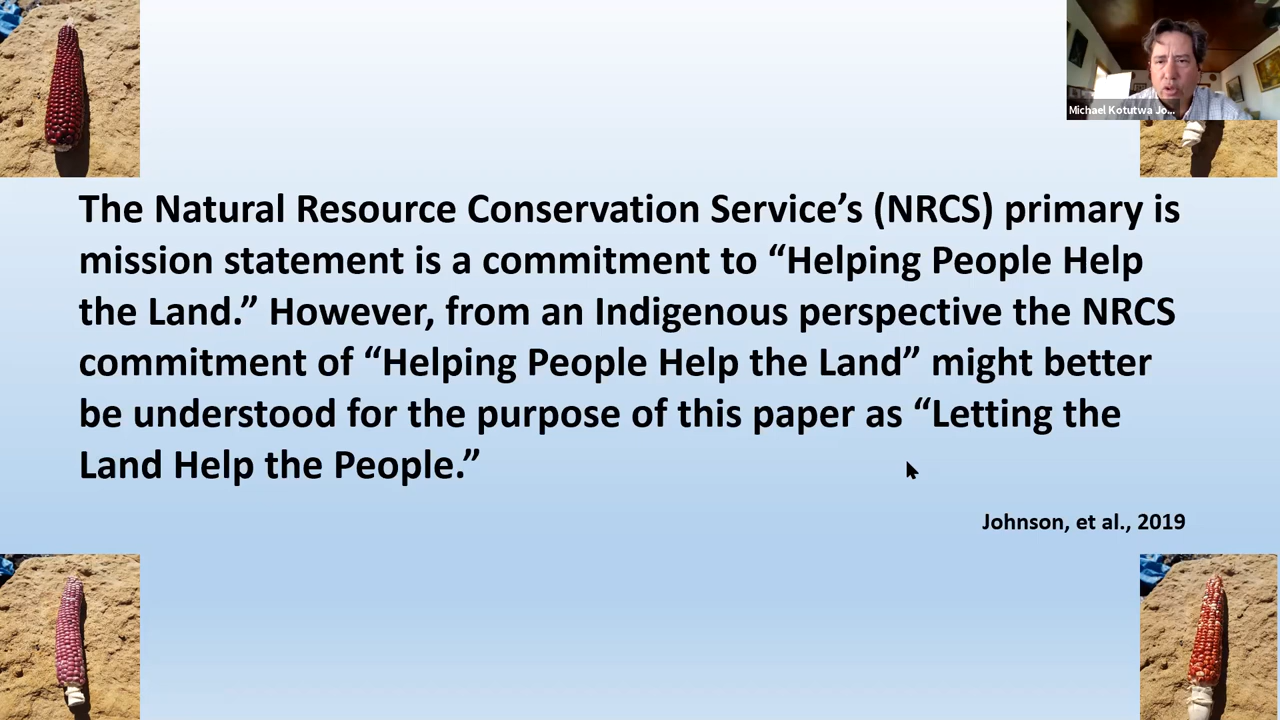 Michael Kotutwa Jo...
The Natural Resource Conservation Service’s (NRCS) primary is
mission statement is a commitment to “Helping People Help
the Land.” However, from an Indigenous perspective the NRCS
commitment of “Helping People Help the Land” might better
be understood for the purpose of this paper as “Letting the
Land Help the People.”
Johnson, et al., 2019